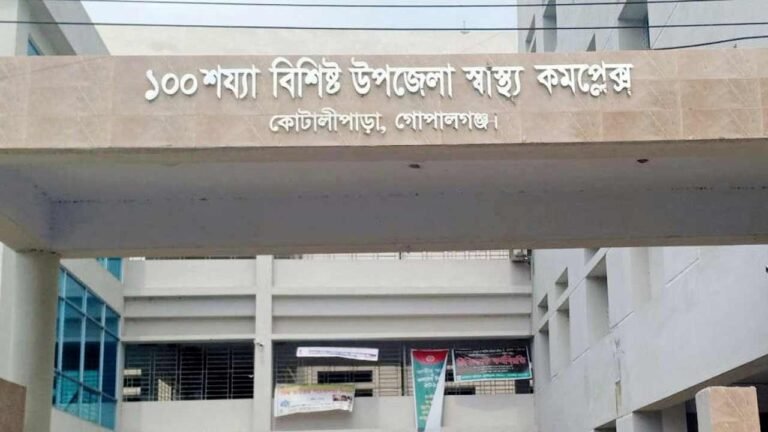 ১০০ শয্যা বিশিষ্ট উপজেলা স্বাস্থ্য কমপ্লেক্স
কোটালীপাড়া, গোপালগঞ্জ।